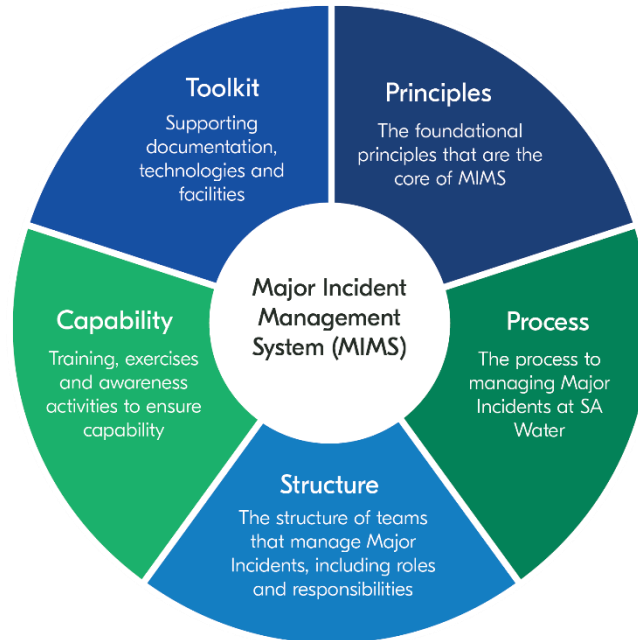 Toolkit
Supporting
documentation,
technologies and
facilities
Principles
The foundational
principles that are the
core of MIMS
Major Incident
Management
System (MIMS)
Capability
Training, exercises
and awareness
activities to ensure
capability
Process
The process to
managing Major
Incidents at SA
Water
Structure
The structure of teams
that manage Major
Incidents, including roles
and responsibilities